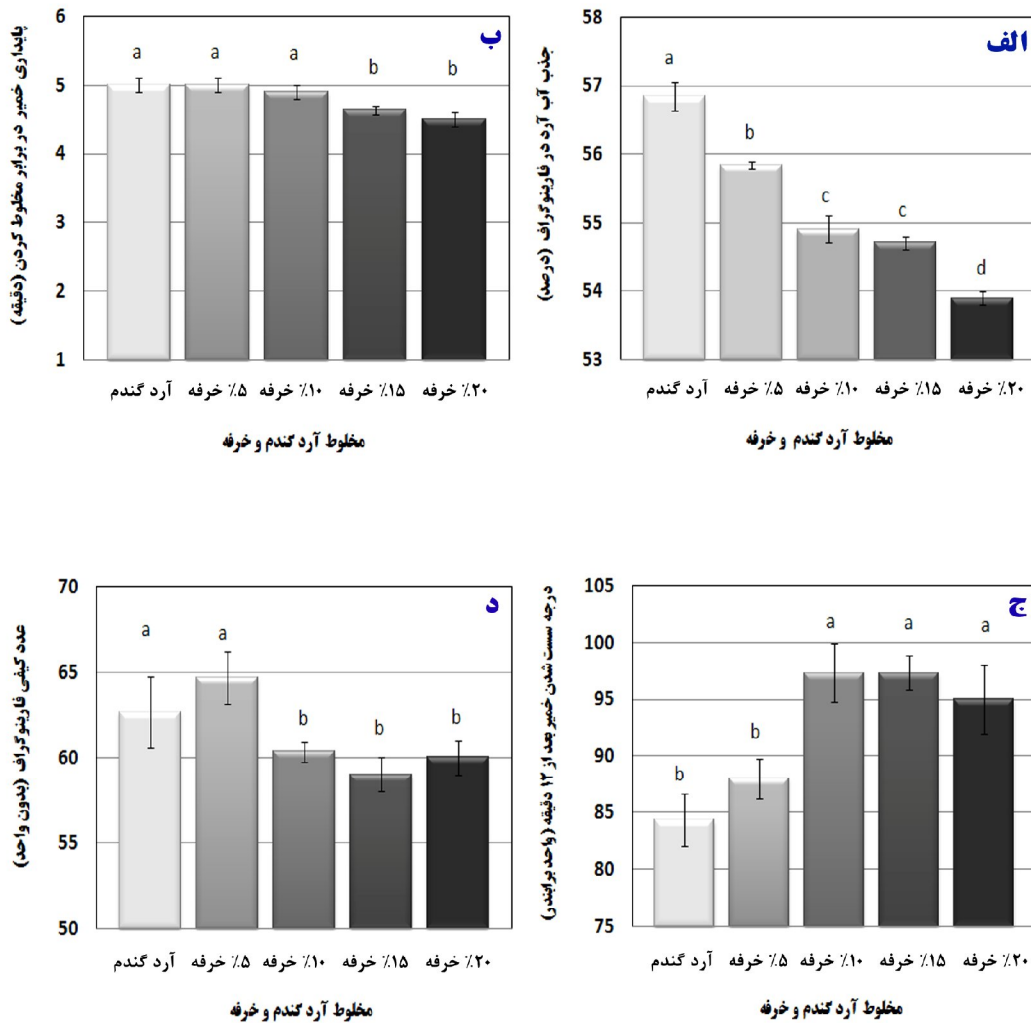 الف
جذب آب آرد در فارینوگراف (درصد)
58
57
56
55
54
53
a
b
c
c
d
آرد گندم
٪۵ خرفه
٪۱۰ خرفه
٪۱۵ خرفه
٪۲۰ خرفه
مخلوط آرد گندم و خرفه
ب
پایداری خمیر در برابر مخلوط کردن (دقیقه)
6
5
4
3
2
1
a
a
a
b
b
آرد گندم
٪۵ خرفه
٪۱۰ خرفه
٪۱۵ خرفه
٪۲۰ خرفه
مخلوط آرد گندم و خرفه
ج
درجه سست شدن خمیر بعد از ۱۲ دقیقه (واحد برابندر)
105
100
95
90
85
80
75
b
b
a
a
a
آرد گندم
٪۵ خرفه
٪۱۰ خرفه
٪۱۵ خرفه
٪۲۰ خرفه
مخلوط آرد گندم و خرفه
د
عدد کیفی فارینوگراف (بدون واحد)
70
65
60
55
50
a
a
b
b
b
آرد گندم
٪۵ خرفه
٪۱۰ خرفه
٪۱۵ خرفه
٪۲۰ خرفه
مخلوط آرد گندم و خرفه